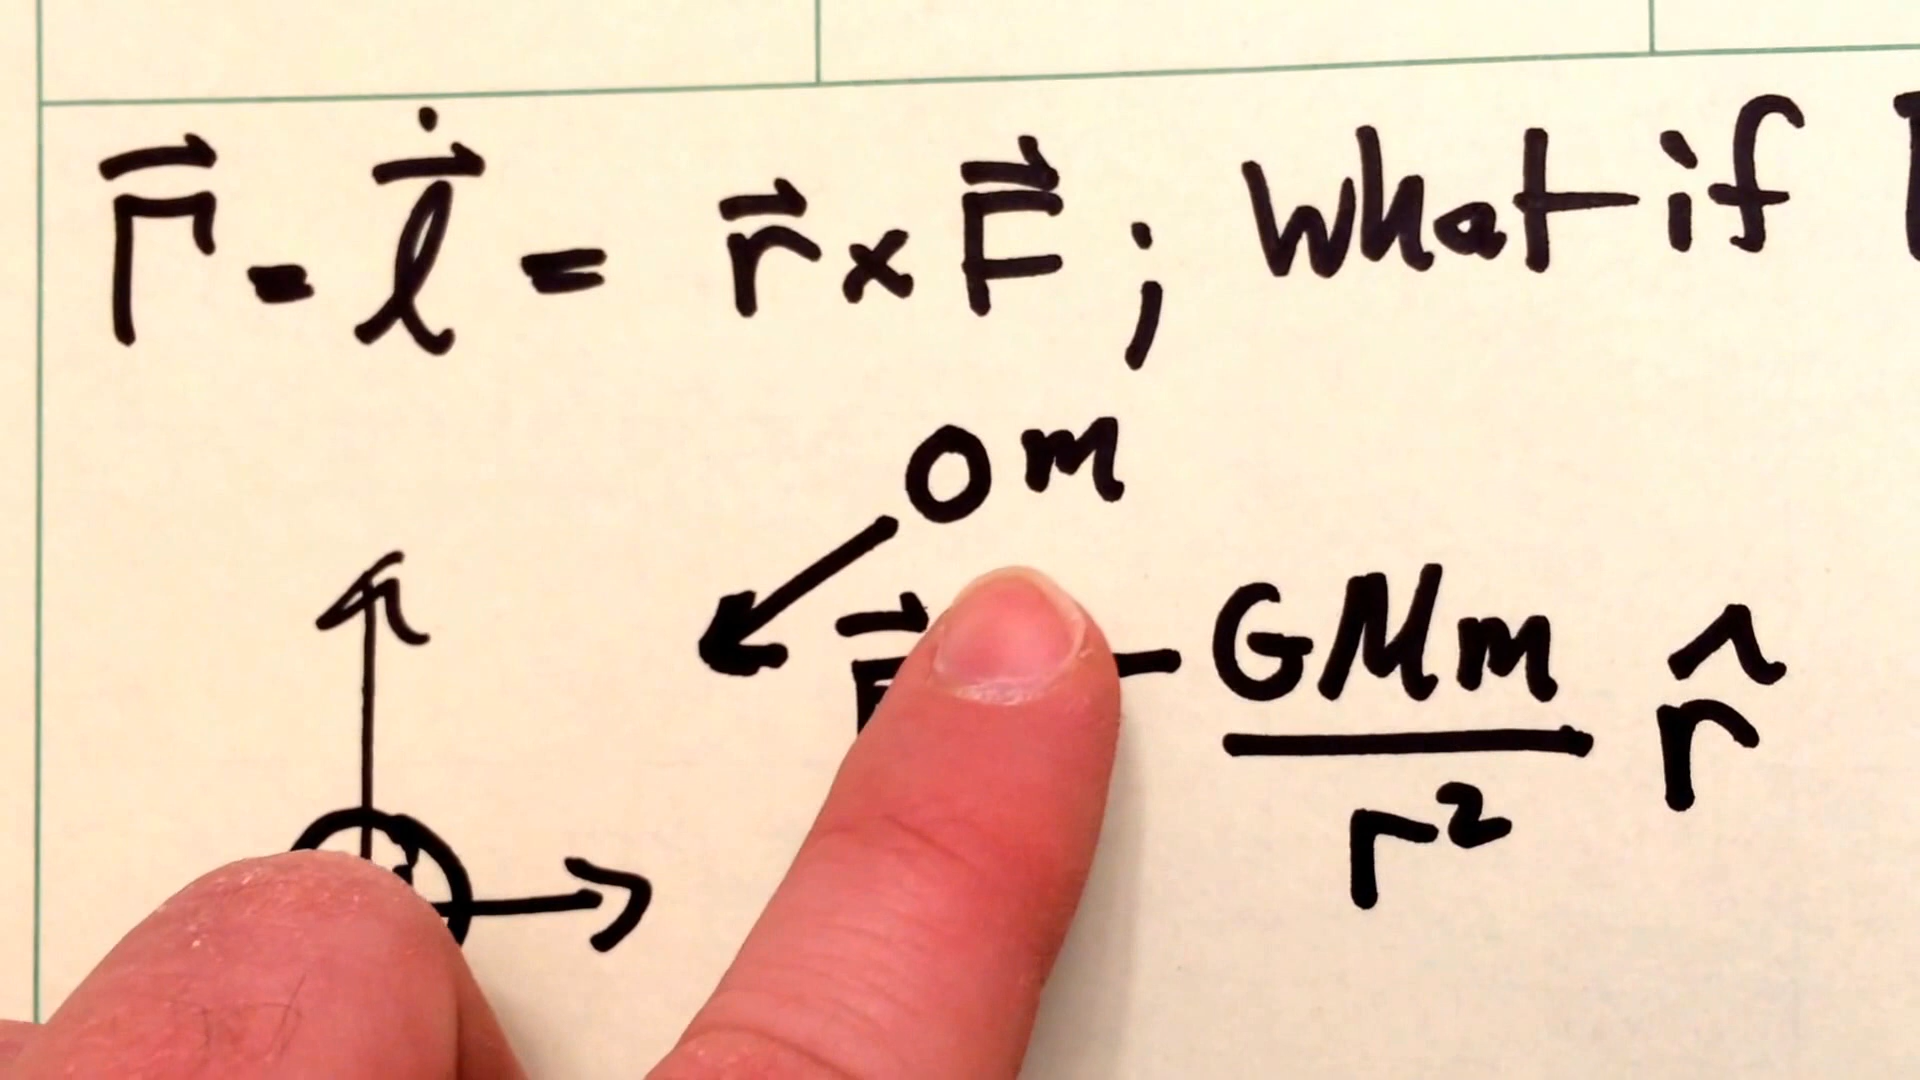 Γ⃗ = l⃗̇ = r⃗ × F⃗ ; What if
m
F⃗ - GMm/r² r̂